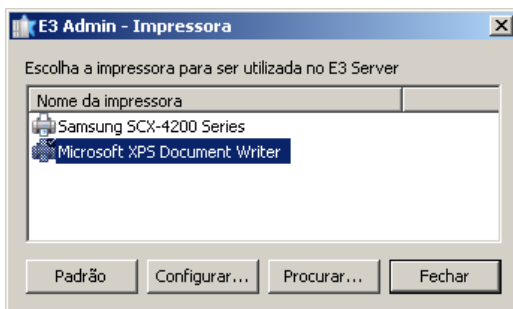 E3 Admin - Impressora
Escolha a impressora para ser utilizada no E3 Server
Nome da impressora
Samsung SCX-4200 Series
Microsoft XPS Document Writer
Padrão Configurar... Procurar... Fechar